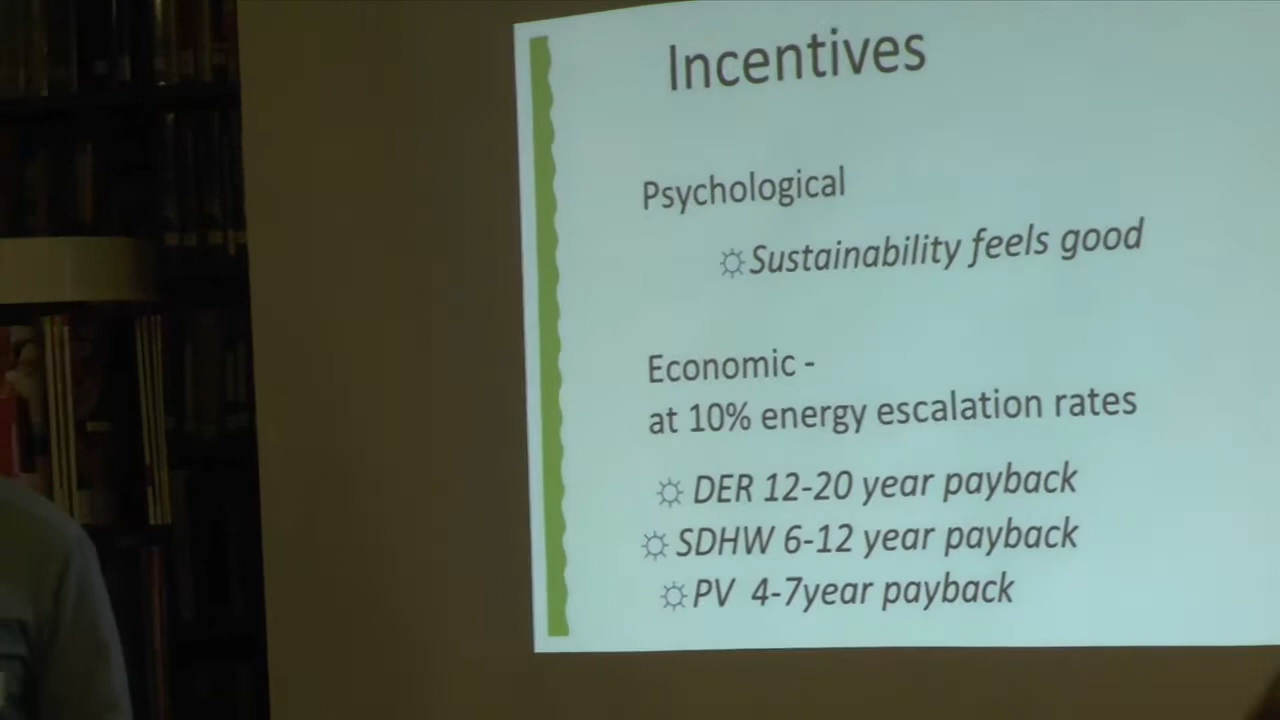 Incentives
Psychological
Sustainability feels good
Economic -
at 10% energy escalation rates
DER 12-20 year payback
SDHW 6-12 year payback
PV 4-7year payback